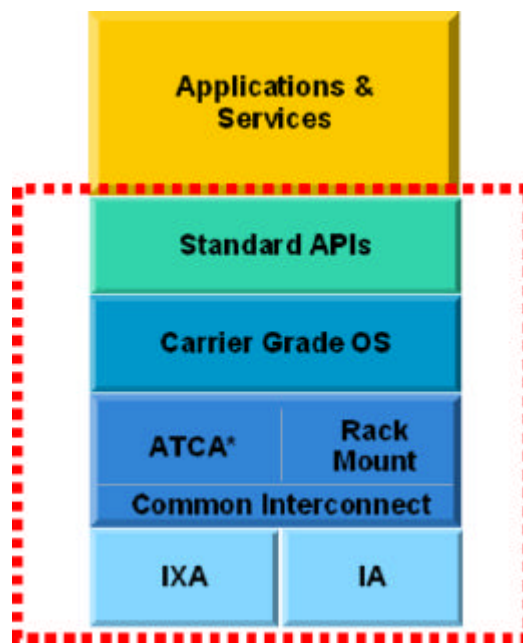 Applications &
Services
Standard APIs
Carrier Grade OS
ATCA*
Rack
Mount
Common Interconnect
IXA
IA